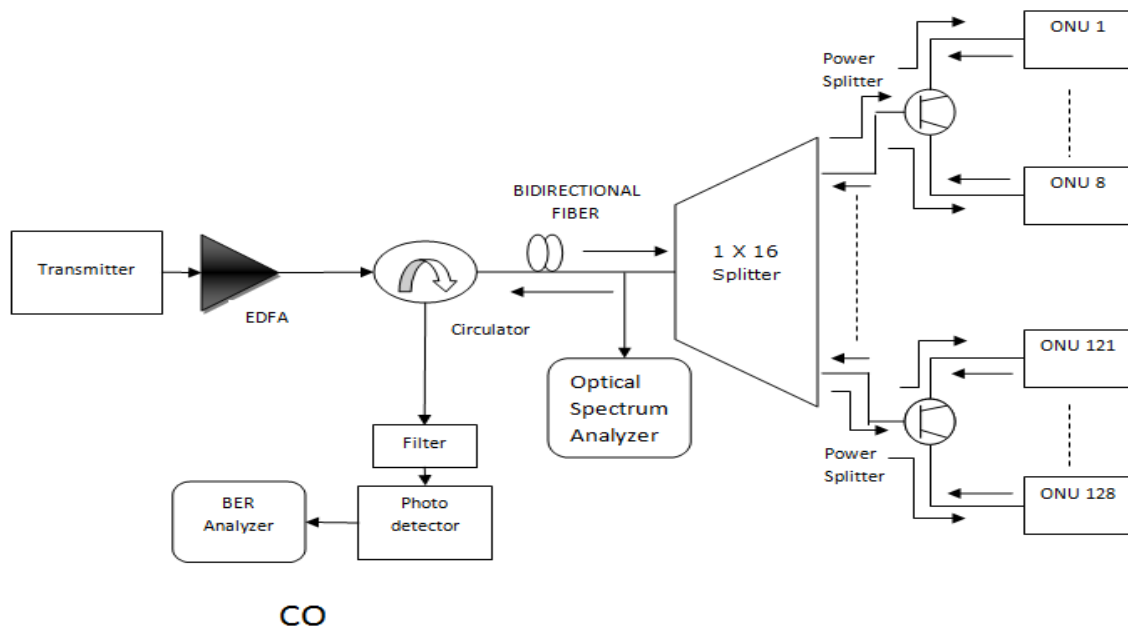 ONU 1
Power
Splitter
ONU 8
BIDIRECTIONAL
FIBER
1 X 16
Splitter
Transmitter
EDFA
Circulator
Optical
Spectrum
Analyzer
ONU 121
Filter
Power
Splitter
BER
Analyzer
Photo
detector
ONU 128
CO